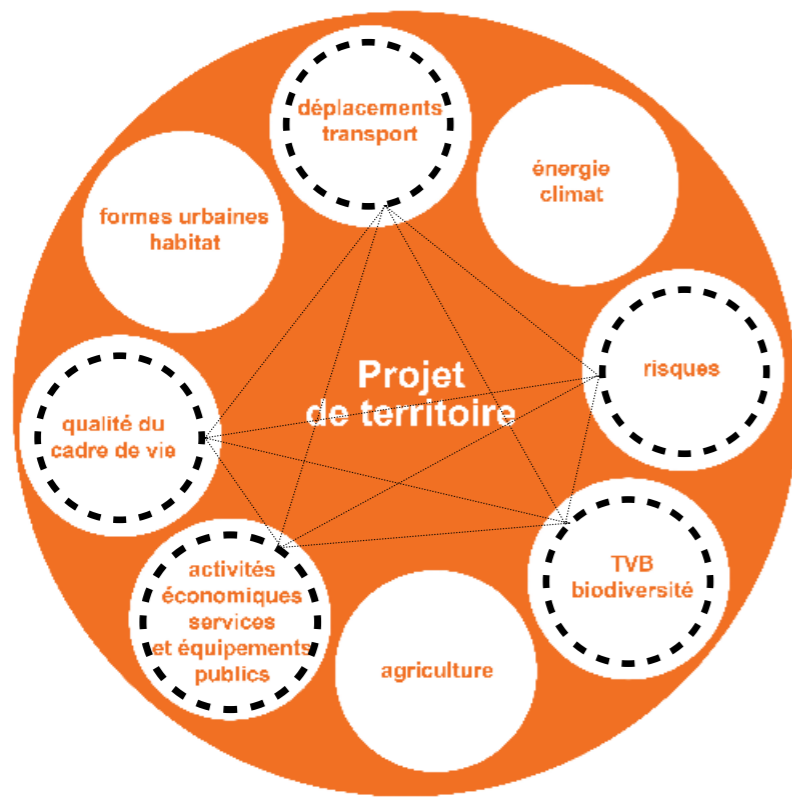 déplacements
transport
énergie
climat
formes urbaines
habitat
risques
Projet
de territoire
qualité du
cadre de vie
TVB
biodiversité
activités
économiques
services
et équipements
publics
agriculture